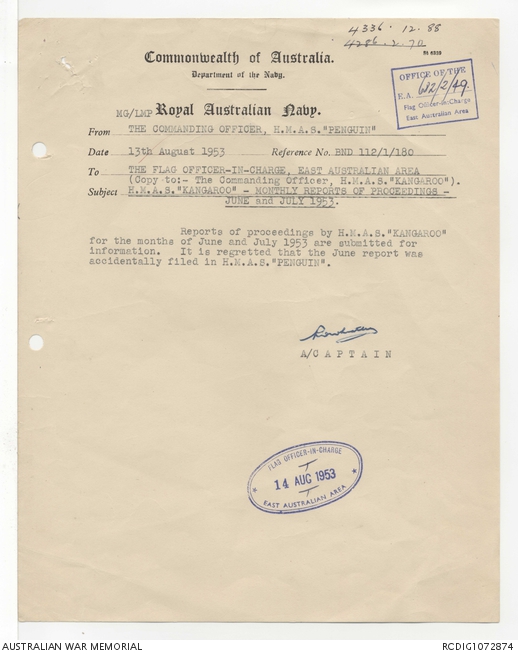 4336 . 12 . 88
4286 . 2 . 70
Commonwealth of Australia.
Department of the Navy.
OFFICE OF THE
E.A. 612/2/49
Flag Officer-in-Charge
East Australian Area
MG/LMP Royal Australian Navy.
From THE COMMANDING OFFICER, H.M.A.S."PENGUIN"
Date 13th August 1953 Reference No. BND 112/1/180
To THE FLAG OFFICER-IN-CHARGE, EAST AUSTRALIAN AREA
(Copy to:- The Commanding Officer, H.M.A.S."KANGAROO").
Subject H.M.A.S."KANGAROO" - MONTHLY REPORTS OF PROCEEDINGS -
JUNE and JULY 1953.
Reports of proceedings by H.M.A.S."KANGAROO"
for the months of June and July 1953 are submitted for
information. It is regretted that the June report was
accidentally filed in H.M.A.S."PENGUIN".
A/CAPTAIN
FLAG OFFICER-IN-CHARGE
14 AUG 1953
EAST AUSTRALIAN AREA
AUSTRALIAN WAR MEMORIAL
RCDIG1072874